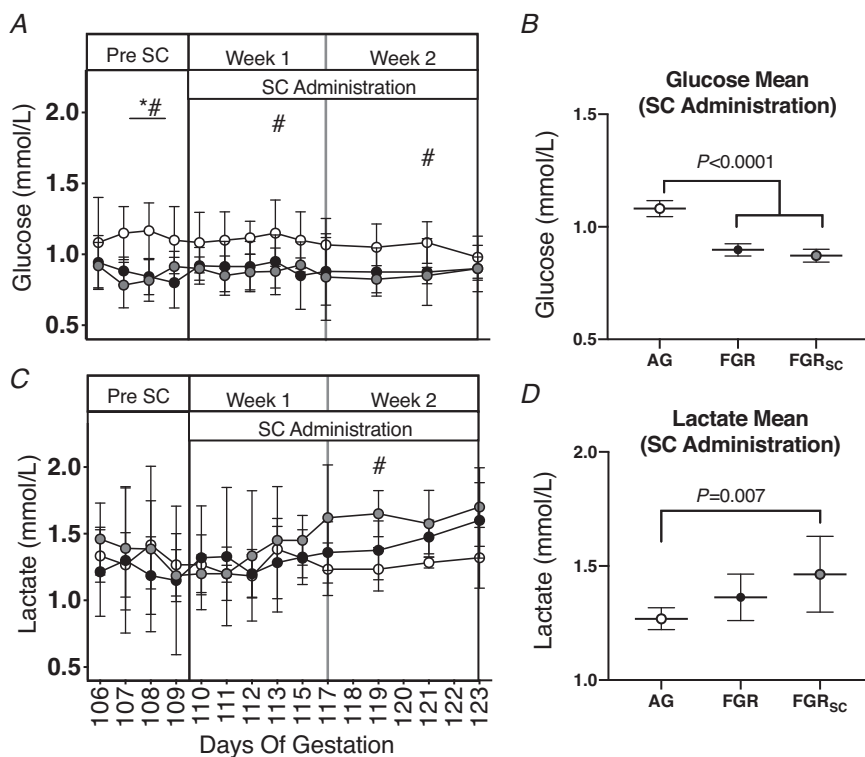 A
Pre SC
Week 1
Week 2
SC Administration
*#
#
#
Glucose (mmol/L)
2.0
1.5
1.0
0.5
B
Glucose Mean
(SC Administration)
P<0.0001
Glucose (mmol/L)
1.5
1.0
0.5
AG
FGR
FGRSC
C
Pre SC
Week 1
Week 2
SC Administration
#
Lactate (mmol/L)
2.0
1.5
1.0
0.5
106
107
108
109
110
111
112
113
115
117
118
119
120
121
122
123
Days Of Gestation
D
Lactate Mean
(SC Administration)
P=0.007
Lactate (mmol/L)
2.0
1.5
1.0
AG
FGR
FGRSC